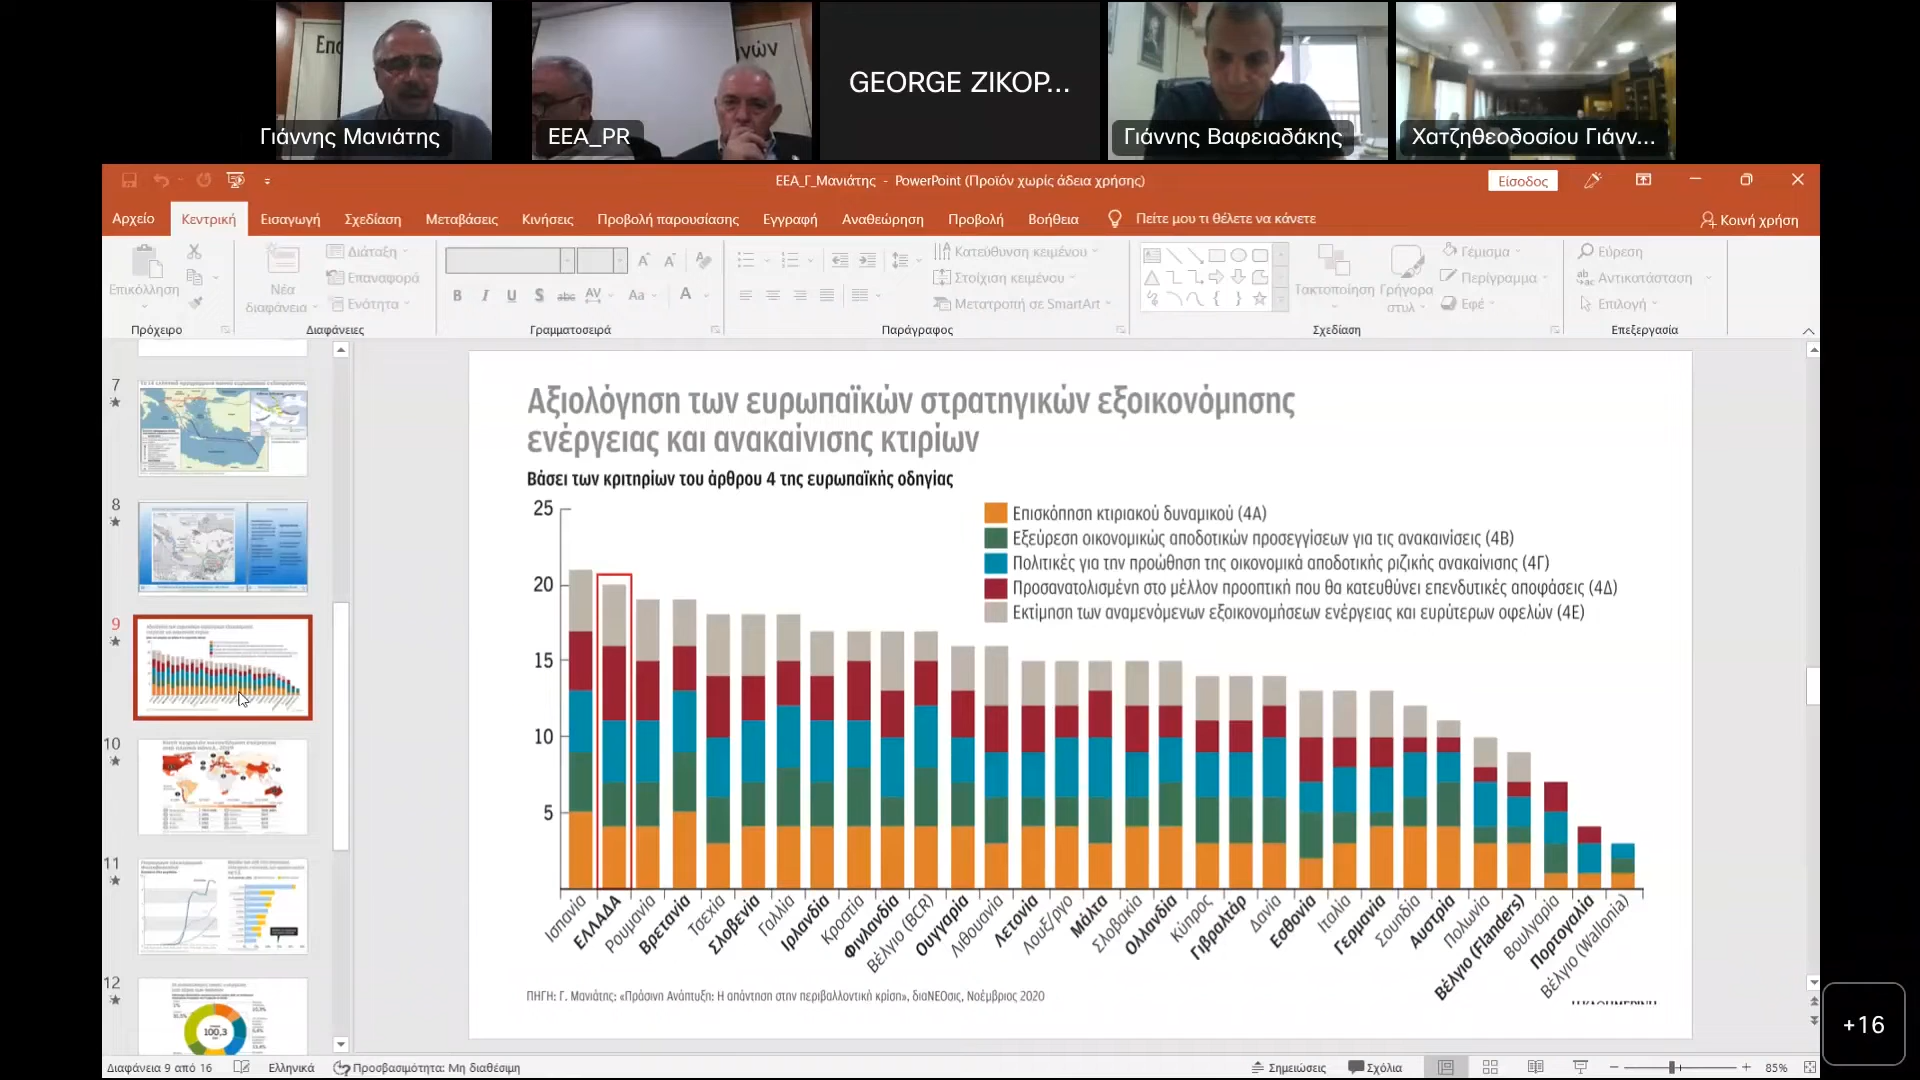 Γιάννης Μανιάτης
EEA_PR
GEORGE ZIKOP...
Γιάννης Βαφειαδάκης
Χατζηθεοδοσίου Γιάνν...
ΕΕΑ_Γ_Μανιάτης - PowerPoint (Προϊόν χωρίς άδεια χρήσης)
Είσοδος
Αρχείο
Κεντρική
Εισαγωγή
Σχεδίαση
Μεταβάσεις
Κινήσεις
Προβολή παρουσίασης
Εγγραφή
Αναθεώρηση
Προβολή
Βοήθεια
Πείτε μου τι θέλετε να κάνετε
Κοινή χρήση
Επικόλληση
Πρόχειρο
Νέα
διαφάνεια
Διάταξη
Επαναφορά
Ενότητα
Διαφάνειες
Γραμματοσειρά
Κατεύθυνση κειμένου
Στοίχιση κειμένου
Μετατροπή σε SmartArt
Παράγραφος
Τακτοποίηση
Γρήγορα
στυλ
Γέμισμα
Περίγραμμα
Εφέ
Σχεδίαση
Εύρεση
Αντικατάσταση
Επιλογή
Επεξεργασία
7
8
9
10
11
12
100,3
Αξιολόγηση των ευρωπαϊκών στρατηγικών εξοικονόμησης
ενέργειας και ανακαίνισης κτιρίων
Βάσει των κριτηρίων του άρθρου 4 της ευρωπαϊκής οδηγίας
25
20
15
10
5
Επισκόπηση κτιριακού δυναμικού (4Α)
Εξεύρεση οικονομικώς αποδοτικών προσεγγίσεων για τις ανακαινίσεις (4Β)
Πολιτικές για την προώθηση της οικονομικά αποδοτικής ριζικής ανακαίνισης (4Γ)
Προσανατολισμένη στο μέλλον προοπτική που θα κατευθύνει επενδυτικές αποφάσεις (4Δ)
Εκτίμηση των αναμενόμενων εξοικονομήσεων ενέργειας και ευρύτερων οφελών (4Ε)
Ισπανία
ΕΛΛΑΔΑ
Ρουμανία
Βρετανία
Τσεχία
Σλοβενία
Γαλλία
Ιρλανδία
Κροατία
Φινλανδία
Βέλγιο (BCR)
Ουγγαρία
Λιθουανία
Λετονία
Λουξ/ργο
Μάλτα
Σλοβακία
Ολλανδία
Κύπρος
Γιβραλτάρ
Δανία
Εσθονία
Ιταλία
Γερμανία
Σουηδία
Αυστρία
Πολωνία
Βέλγιο (Flanders)
Βουλγαρία
Πορτογαλία
Βέλγιο (Wallonia)
ΠΗΓΗ: Γ. Μανιάτης: «Πράσινη Ανάπτυξη: Η απάντηση στην περιβαλλοντική κρίση», διαΝΕΟσις, Νοέμβριος 2020
+16
Διαφάνεια 9 από 16
Ελληνικά
Προσβασιμότητα: Μη διαθέσιμη
Σημειώσεις
Σχόλια
85%